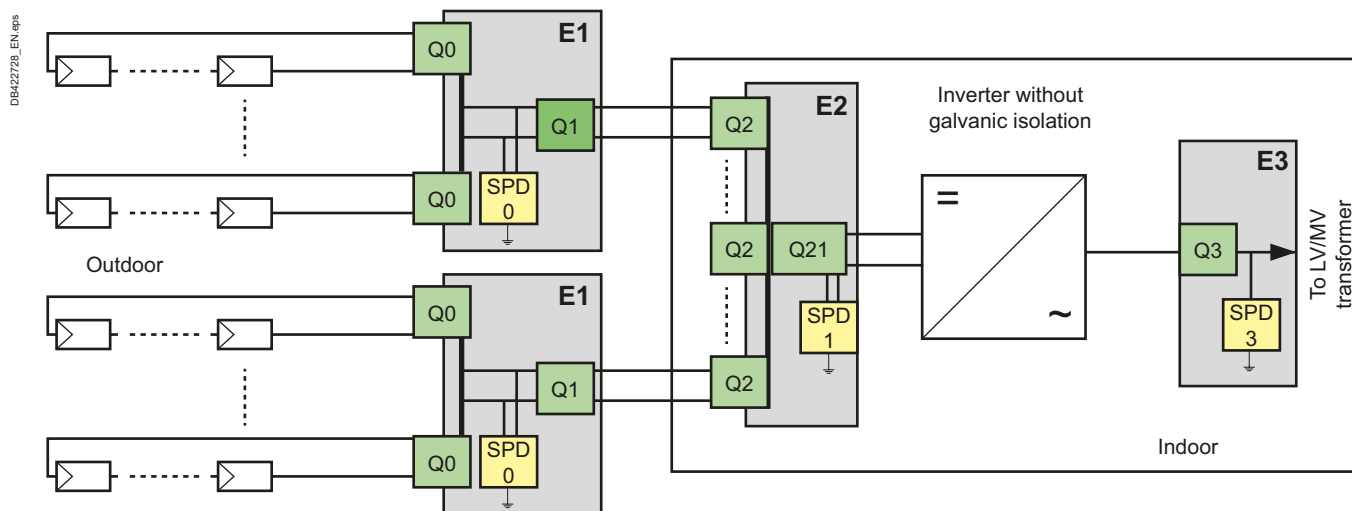 DB422728_EN.eps
E1
Q0
Q1
SPD
0
Q0
Outdoor
E1
Q0
Q1
SPD
0
Q0
Indoor
E2
Q2
Q2
Q21
SPD
1
Q2
Inverter without
galvanic isolation
=
~
E3
Q3
SPD
3
To LV/MV
transformer